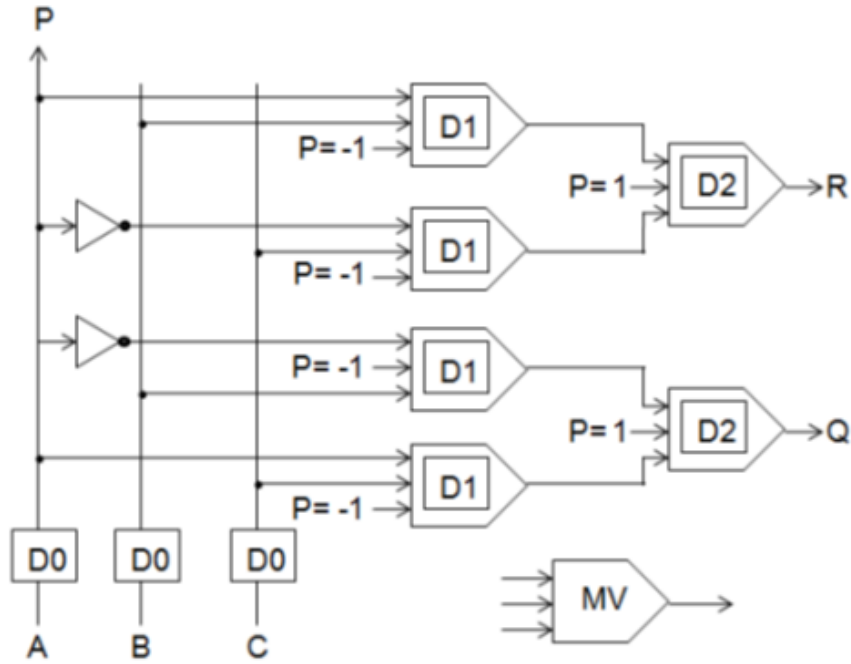 P
D1
P= -1
P= 1 D2 R
D1
P= -1
D1
P= -1
P= 1 D2 Q
D1
P= -1
D0 D0 D0
MV
A B C